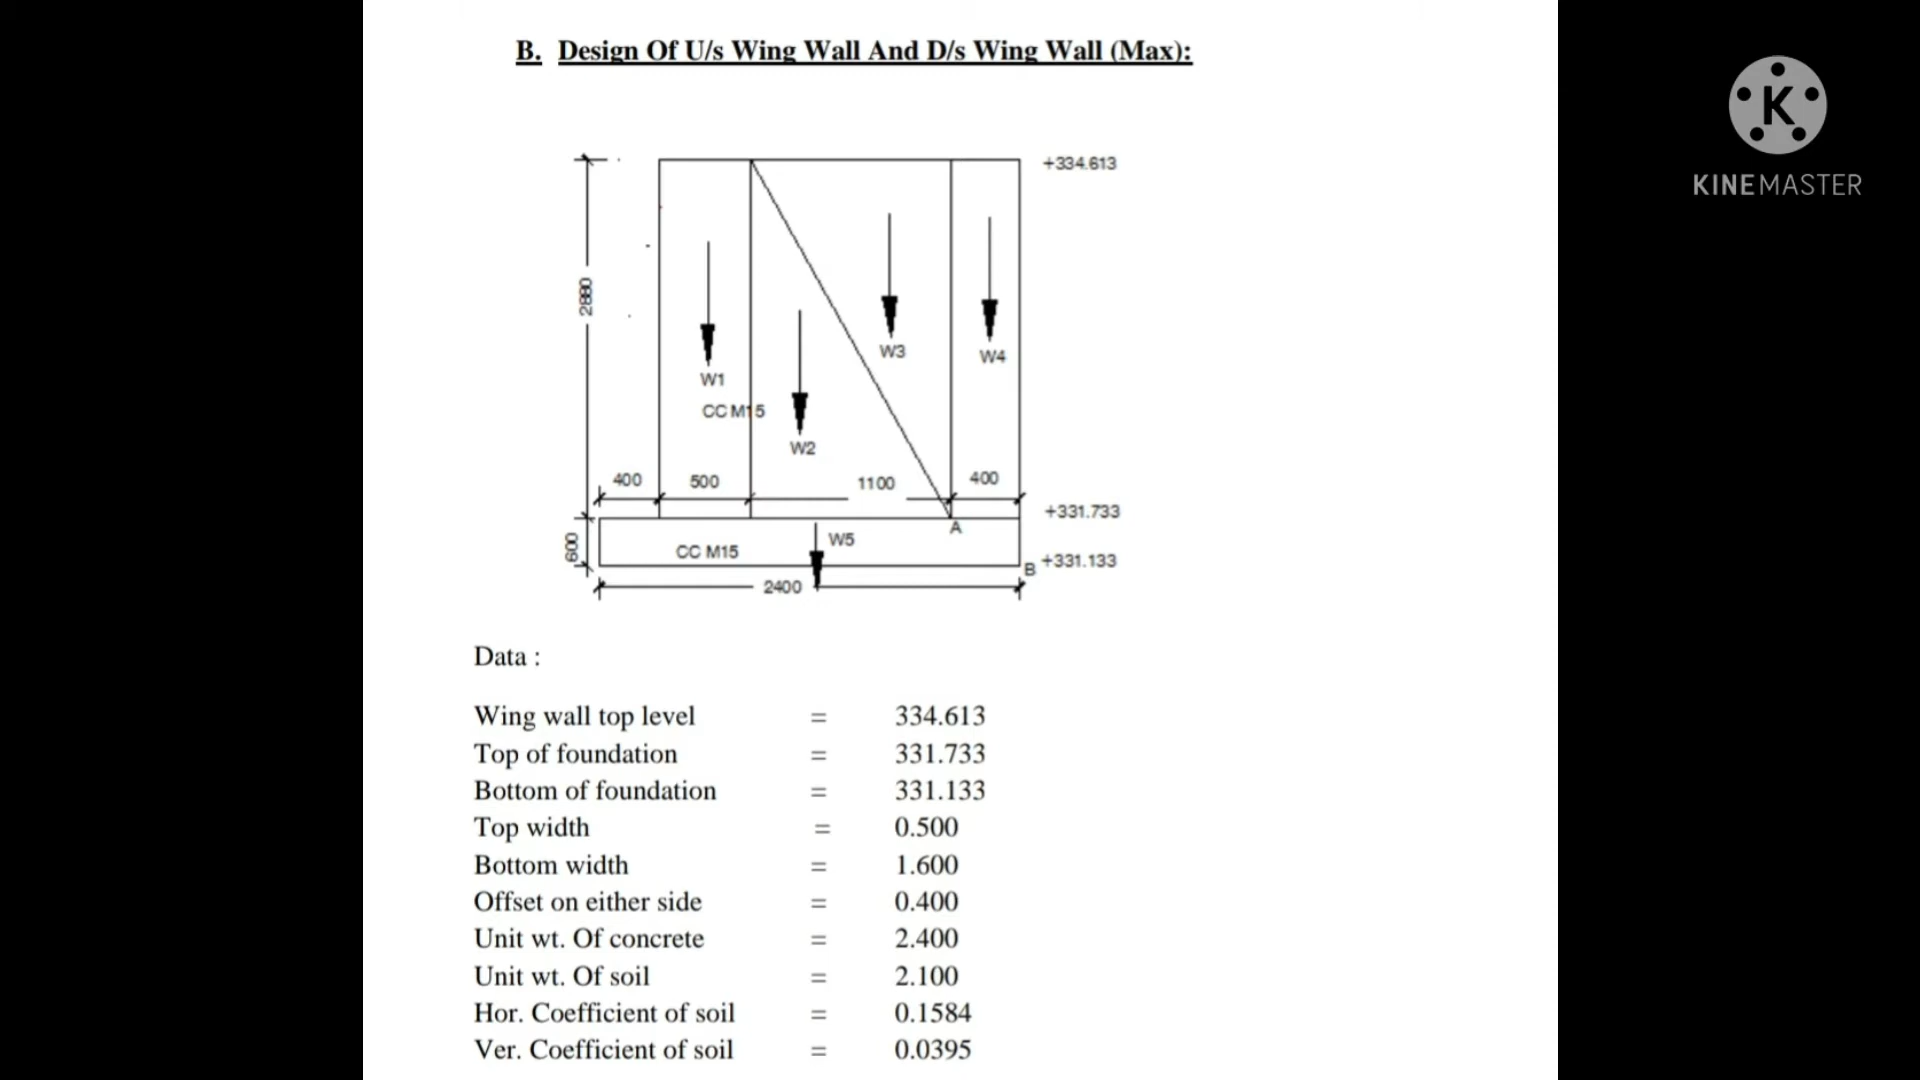 B. Design Of U/s Wing Wall And D/s Wing Wall (Max):
K
KINEMASTER
+334.613
2880
W3
W4
W1
CC M15
W2
400
500
1100
400
+331.733
A
600
W5
CC M15
B
+331.133
2400
Data :
Wing wall top level = 334.613
Top of foundation = 331.733
Bottom of foundation = 331.133
Top width = 0.500
Bottom width = 1.600
Offset on either side = 0.400
Unit wt. Of concrete = 2.400
Unit wt. Of soil = 2.100
Hor. Coefficient of soil = 0.1584
Ver. Coefficient of soil = 0.0395